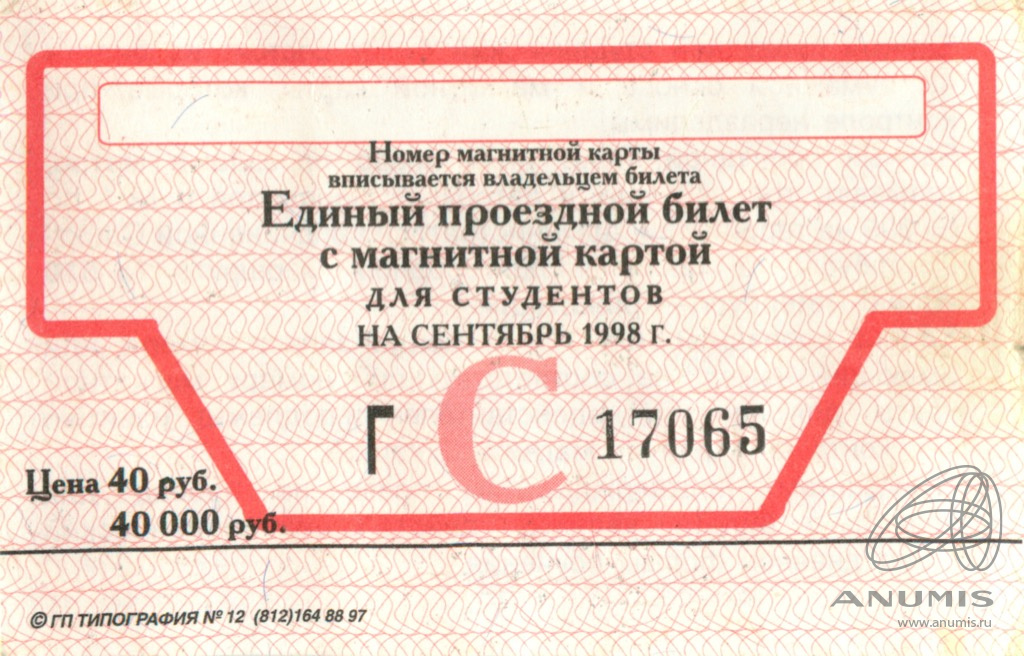 Номер магнитной карты
вписывается владельцем билета
Единый проездной билет
с магнитной картой
ДЛЯ СТУДЕНТОВ
НА СЕНТЯБРЬ 1998 г.
С
Г 17065
Цена 40 руб.
40 000 руб.
© ГП ТИПОГРАФИЯ № 12 (812)164 88 97
ANUMIS
www.anumis.ru